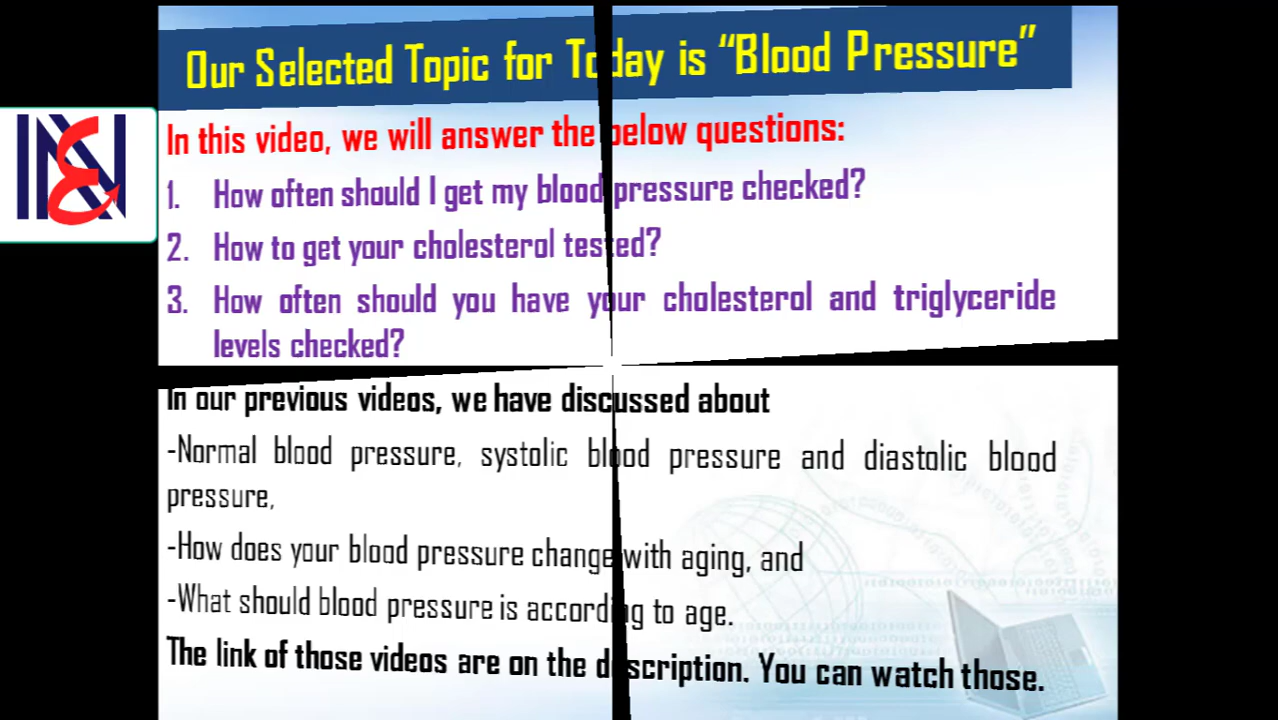 Our Selected Topic for Today is “Blood Pressure”
In this video, we will answer the below questions:
1. How often should I get my blood pressure checked?
2. How to get your cholesterol tested?
3. How often should you have your cholesterol and triglyceride
levels checked?
In our previous videos, we have discussed about
-Normal blood pressure, systolic blood pressure and diastolic blood
pressure,
-How does your blood pressure change with aging, and
-What should blood pressure is according to age.
The link of those videos are on the description. You can watch those.